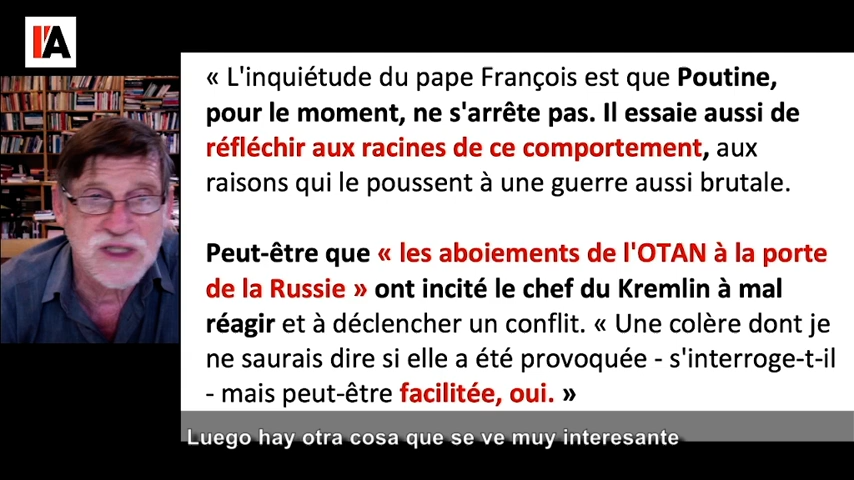 I'A
« L'inquiétude du pape François est que Poutine,
pour le moment, ne s'arrête pas. Il essaie aussi de
réfléchir aux racines de ce comportement, aux
raisons qui le poussent à une guerre aussi brutale.
Peut-être que « les aboiements de l'OTAN à la porte
de la Russie » ont incité le chef du Kremlin à mal
réagir et à déclencher un conflit. « Une colère dont je
ne saurais dire si elle a été provoquée - s'interroge-t-il
- mais peut-être facilitée, oui. »
Luego hay otra cosa que se ve muy interesante